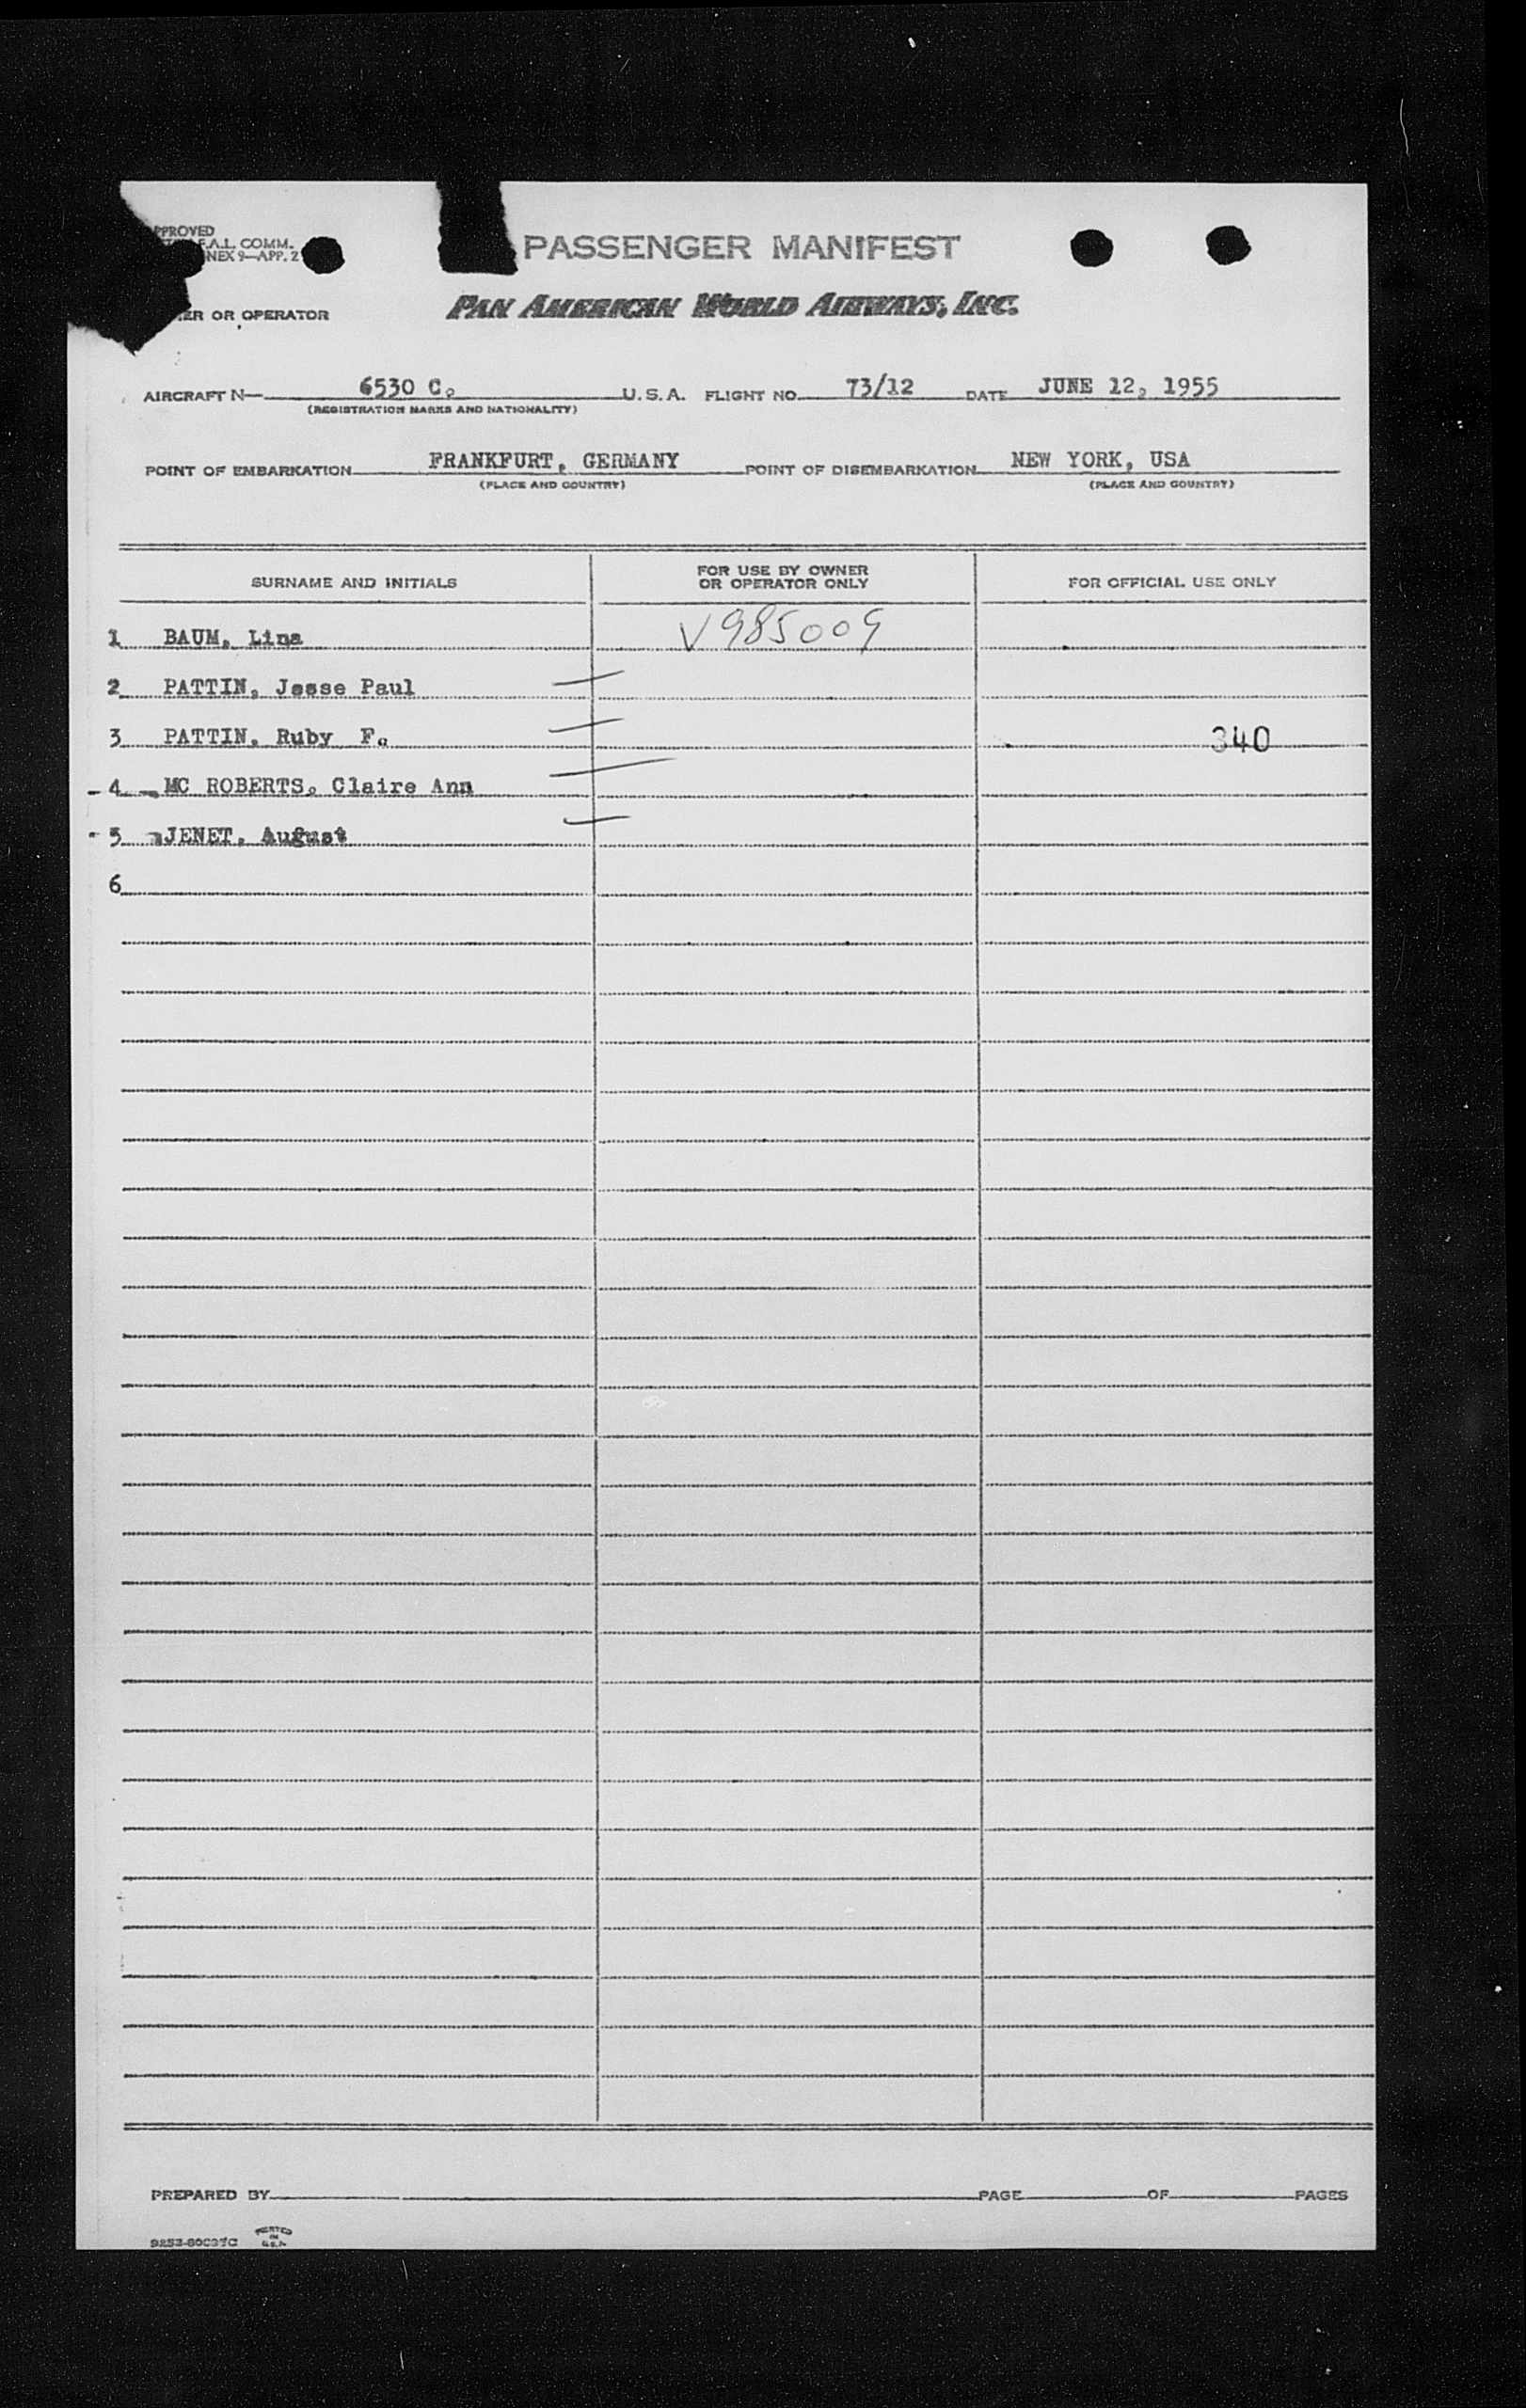 PPROVED
F.A.L. COMM.
NEX 9—APP. 2
PASSENGER MANIFEST
ER OR OPERATOR
PAN AMERICAN WORLD AIRWAYS, INC.
AIRCRAFT N— 6530 C. U.S.A. FLIGHT NO. 73/12 DATE JUNE 12, 1955
(REGISTRATION MARKS AND NATIONALITY)
POINT OF EMBARKATION FRANKFURT, GERMANY POINT OF DISEMBARKATION NEW YORK, USA
(PLACE AND COUNTRY) (PLACE AND COUNTRY)
SURNAME AND INITIALS FOR USE BY OWNER OR OPERATOR ONLY FOR OFFICIAL USE ONLY
1 BAUM, Lina V985009
2 PATTIN, Jesse Paul
3 PATTIN, Ruby F. 340
- 4 - MC ROBERTS, Claire Ann
- 5 - JENET, August
6
PREPARED BY PAGE OF PAGES
PRINTED
IN
U.S.A.